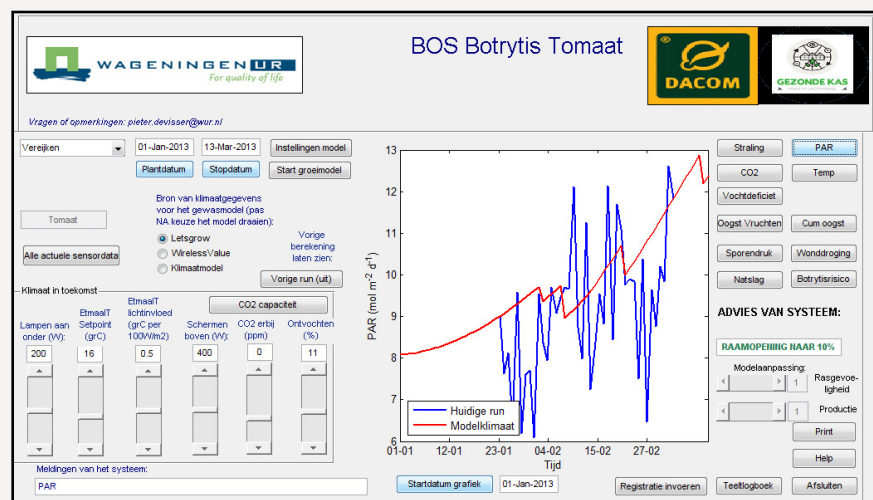 WAGENINGEN UR
For quality of life
BOS Botrytis Tomaat
DACOM
GEZONDE KAS
Vragen of opmerkingen: pieter.devisser@wur.nl
Vereijken
01-Jan-2013
13-Mar-2013
Instellingen model
Plantdatum
Stopdatum
Start groeimodel
Bron van klimaatgegevens
voor het gewasmodel (pas
NA keuze het model draaien):
Tomaat
Letsgrow
WirelessValue
Klimaatmodel
Vorige
berekening
laten zien:
Alle actuele sensordata
Vorige run (uit)
Klimaat in toekomst
CO2 capaciteit
Lampen aan
onder (W):
EtmaalT
Setpoint
(grC)
EtmaalT
lichtinvloed
(grC per
100W/m2)
Schermen
boven (W):
CO2 erbij
(ppm)
Ontvochten
(%)
200
16
0.5
400
0
11
Meldingen van het systeem:
PAR
PAR (mol m-2 d-1)
13
12
11
10
9
8
7
6
Huidige run
Modelklimaat
01-01
12-01
23-01
04-02
15-02
27-02
Tijd
Startdatum grafiek
01-Jan-2013
Straling
PAR
CO2
Temp
Vochtdeficiet
Oogst Vruchten
Cum oogst
Sporendruk
Wonddroging
Natslag
Botrytisrisico
ADVIES VAN SYSTEEM:
RAAMOPENING NAAR 10%
Modelaanpassing:
1
Rasgevoe-
ligheid
1
Productie
Print
Help
Registratie invoeren
Teeltlogboek
Afsluiten